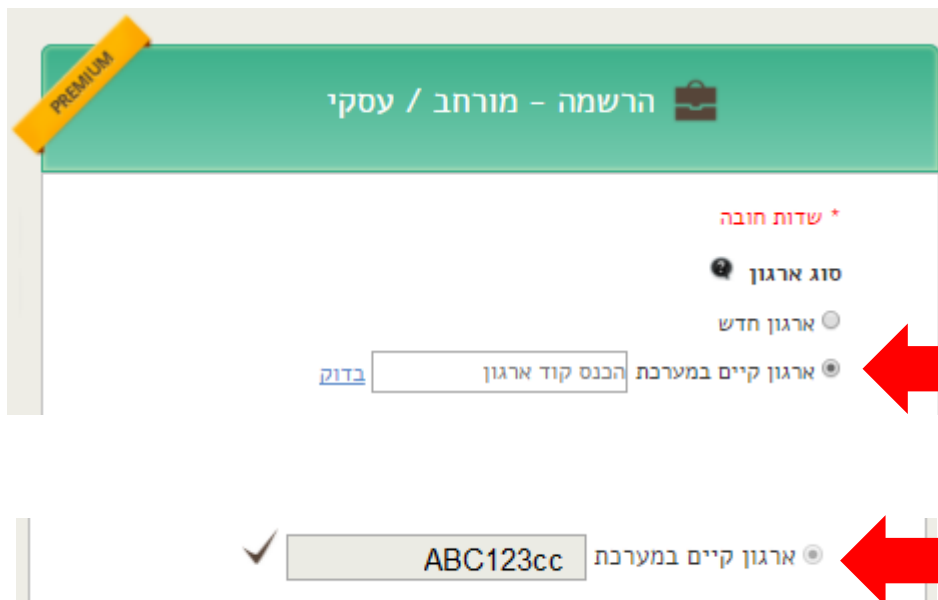 PREMIUM
הרשמה - מורחב / עסקי
* שדות חובה
סוג ארגון ?
ארגון חדש
ארגון קיים במערכת הכנס קוד ארגון בדוק
ארגון קיים במערכת ABC123cc